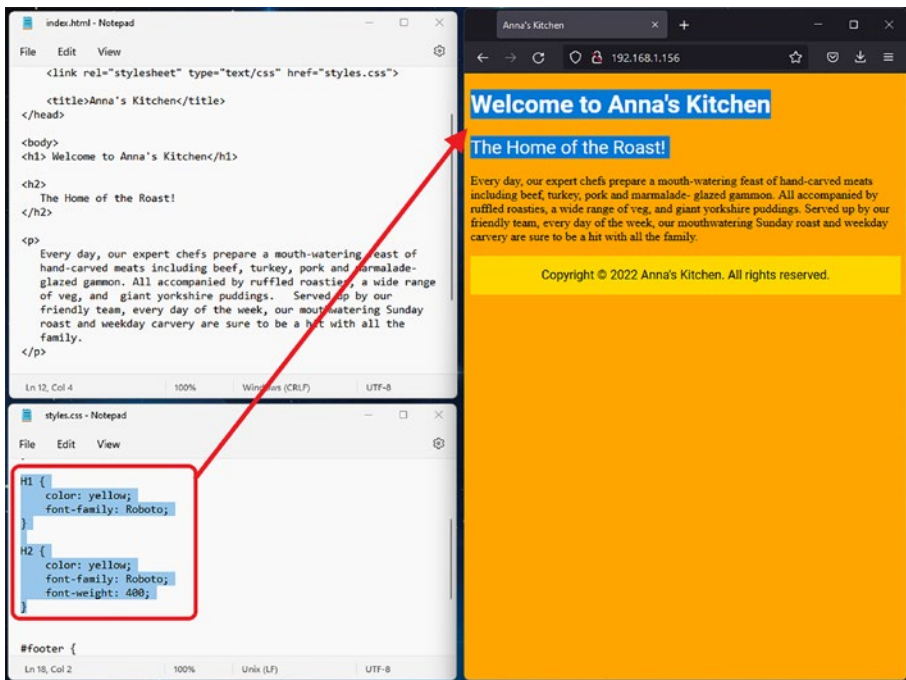 index.html - Notepad
File Edit View
<link rel="stylesheet" type="text/css" href="styles.css">
<title>Anna's Kitchen</title>
</head>
<body>
<h1> Welcome to Anna's Kitchen</h1>
<h2>
The Home of the Roast!
</h2>
<p>
Every day, our expert chefs prepare a mouth-watering feast of
hand-carved meats including beef, turkey, pork and marmalade-
glazed gammon. All accompanied by ruffled roasties, a wide range
of veg, and giant yorkshire puddings. Served up by our
friendly team, every day of the week, our mouthwatering Sunday
roast and weekday carvery are sure to be a hit with all the
family.
</p>
Ln 12, Col 4 100% Windows (CRLF) UTF-8
styles.css - Notepad
File Edit View
H1 {
color: yellow;
font-family: Roboto;
}
H2 {
color: yellow;
font-family: Roboto;
font-weight: 400;
}
#footer {
Ln 18, Col 2 100% Unix (LF) UTF-8
Anna's Kitchen
192.168.1.156
Welcome to Anna's Kitchen
The Home of the Roast!
Every day, our expert chefs prepare a mouth-watering feast of hand-carved meats
including beef, turkey, pork and marmalade- glazed gammon. All accompanied by
ruffled roasties, a wide range of veg, and giant yorkshire puddings. Served up by our
friendly team, every day of the week, our mouthwatering Sunday roast and weekday
carvery are sure to be a hit with all the family.
Copyright © 2022 Anna's Kitchen. All rights reserved.